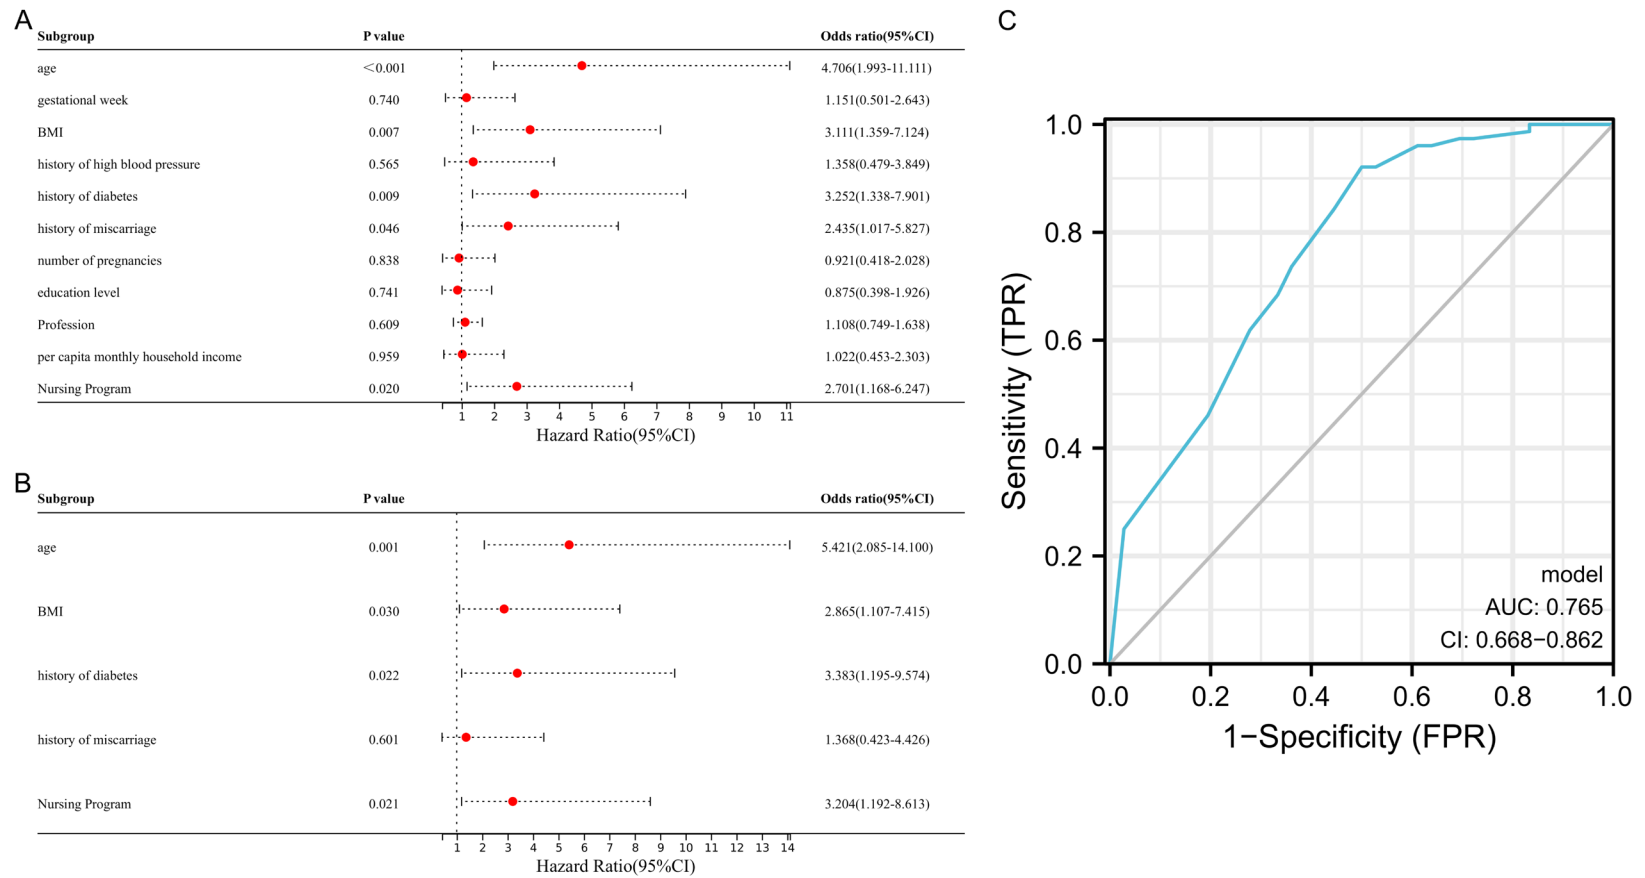 A
Subgroup P value Odds ratio(95%CI)
age <0.001 4.706(1.993-11.111)
gestational week 0.740 1.151(0.501-2.643)
BMI 0.007 3.111(1.359-7.124)
history of high blood pressure 0.565 1.358(0.479-3.849)
history of diabetes 0.009 3.252(1.338-7.901)
history of miscarriage 0.046 2.435(1.017-5.827)
number of pregnancies 0.838 0.921(0.418-2.028)
education level 0.741 0.875(0.398-1.926)
Profession 0.609 1.108(0.749-1.638)
per capita monthly household income 0.959 1.022(0.453-2.303)
Nursing Program 0.020 2.701(1.168-6.247)
1 2 3 4 5 6 7 8 9 10 11
Hazard Ratio(95%CI)
B
Subgroup P value Odds ratio(95%CI)
age 0.001 5.421(2.085-14.100)
BMI 0.030 2.865(1.107-7.415)
history of diabetes 0.022 3.383(1.195-9.574)
history of miscarriage 0.601 1.368(0.423-4.426)
Nursing Program 0.021 3.204(1.192-8.613)
1 2 3 4 5 6 7 8 9 10 11 12 13 14
Hazard Ratio(95%CI)
C
Sensitivity (TPR)
1.0
0.8
0.6
0.4
0.2
0.0
model
AUC: 0.765
CI: 0.668−0.862
0.0 0.2 0.4 0.6 0.8 1.0
1−Specificity (FPR)